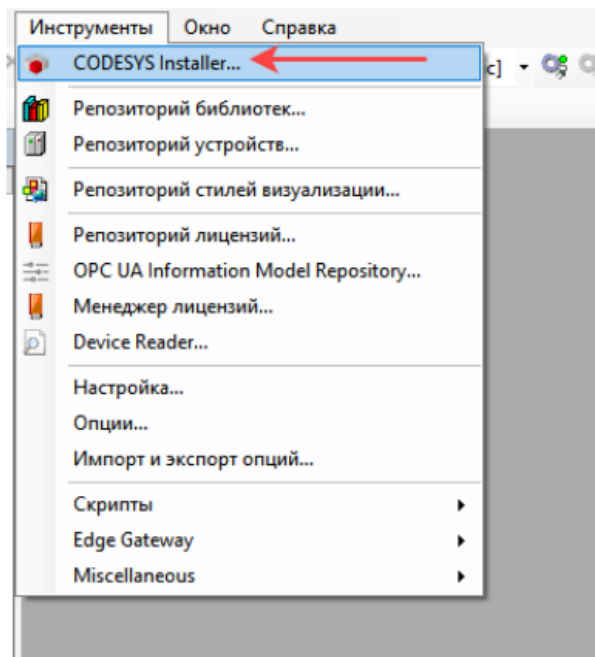 Инструменты Окно Справка
CODESYS Installer...
с]
Репозиторий библиотек...
Репозиторий устройств...
Репозиторий стилей визуализации...
Репозиторий лицензий...
OPC UA Information Model Repository...
Менеджер лицензий...
Device Reader...
Настройка...
Опции...
Импорт и экспорт опций...
Скрипты
Edge Gateway
Miscellaneous